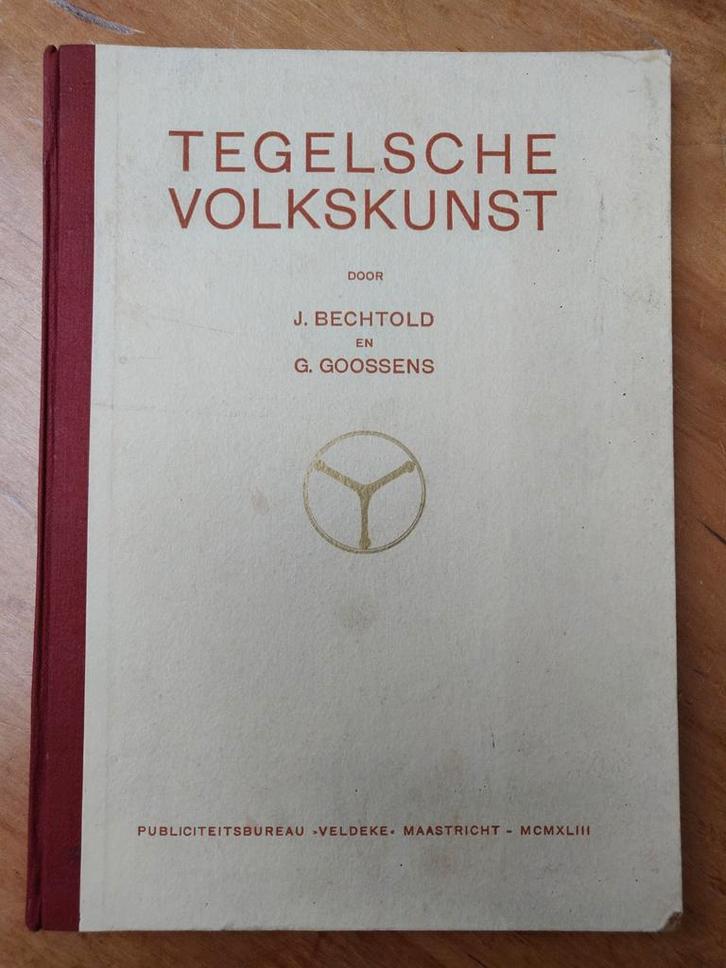 TEGELSCHE
VOLKSKUNST
DOOR
J. BECHTOLD
EN
G. GOOSSENS
PUBLICITEITSBUREAU »VELDEKE« MAASTRICHT – MCMXLIII